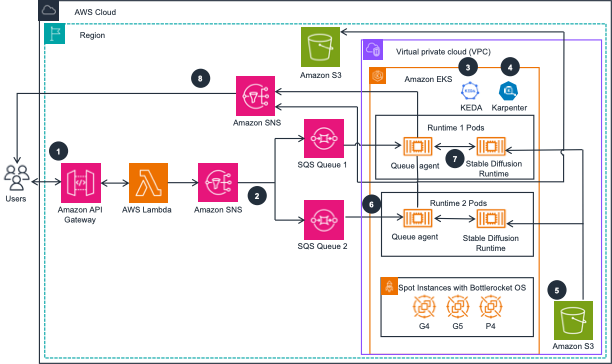 AWS Cloud
Region
Amazon S3
Virtual private cloud (VPC)
Amazon EKS
3
4
KEDA
KEDA
Karpenter
8
Amazon SNS
Users
1
Amazon API
Gateway
AWS Lambda
Amazon SNS
2
SQS Queue 1
SQS Queue 2
Runtime 1 Pods
Queue agent
7
Stable Diffusion
Runtime
6
Runtime 2 Pods
Queue agent
Stable Diffusion
Runtime
Spot Instances with Bottlerocket OS
G4
G5
P4
5
Amazon S3